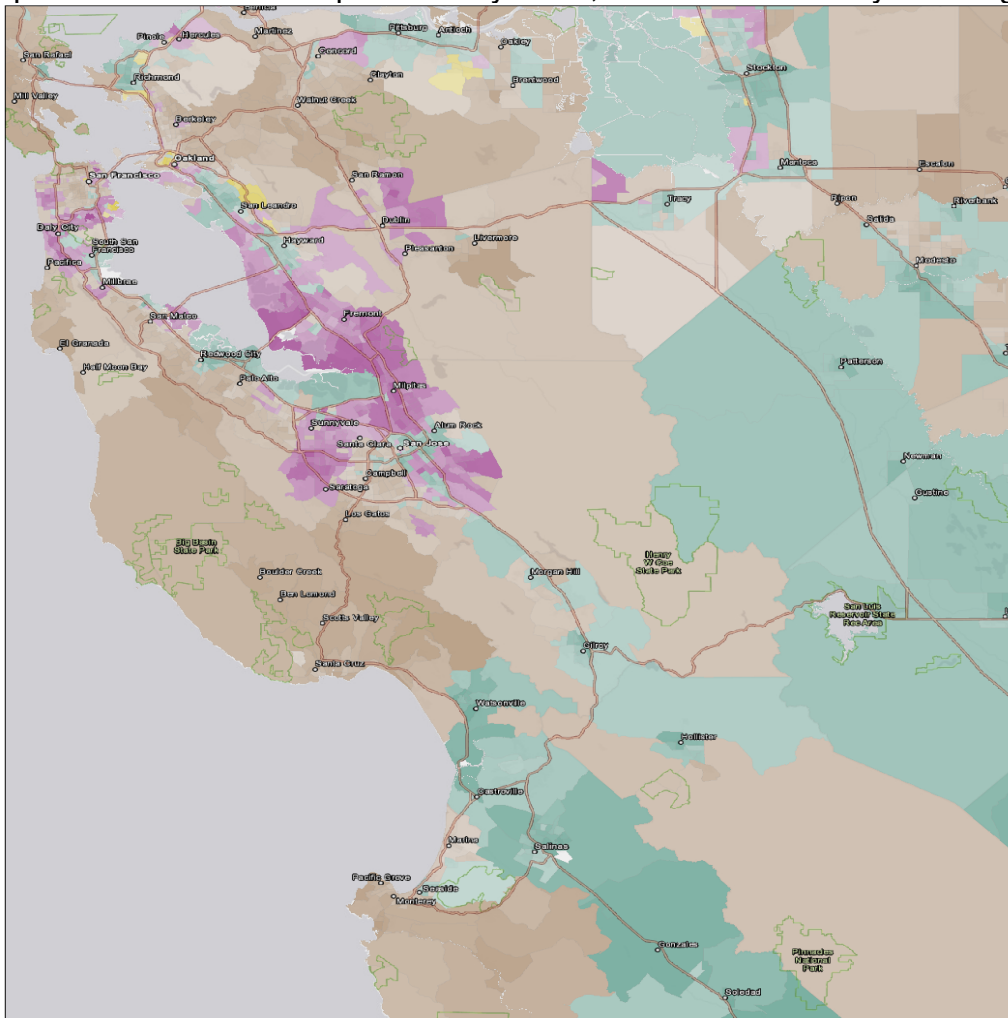 Pinole
Hercules
Martinez
Pittsburg
Antioch
Oakley
San Rafael
Concord
Clayton
Brentwood
Richmond
Stockton
Mill Valley
Walnut Creek
Berkeley
Oakland
Manteca
Escalon
San Francisco
San Ramon
Tracy
Ripon
Riverbank
San Leandro
Dublin
Salida
Daly City
South San
Francisco
Hayward
Livermore
Pleasanton
Modesto
Pacifica
Millbrae
San Mateo
Fremont
El Granada
Redwood City
Half Moon Bay
Palo Alto
Milpitas
Patterson
Sunnyvale
Alum Rock
Santa Clara
San Jose
Newman
Campbell
Saratoga
Gustine
Los Gatos
Big Basin
State Park
Henry
W Coe
State Park
Boulder Creek
Morgan Hill
Ben Lomond
San Luis
Reservoir State
Rec Area
Scotts Valley
Gilroy
Santa Cruz
Watsonville
Hollister
Castroville
Marina
Salinas
Pacific Grove
Seaside
Monterey
Gonzales
Pinnacles
National
Park
Soledad